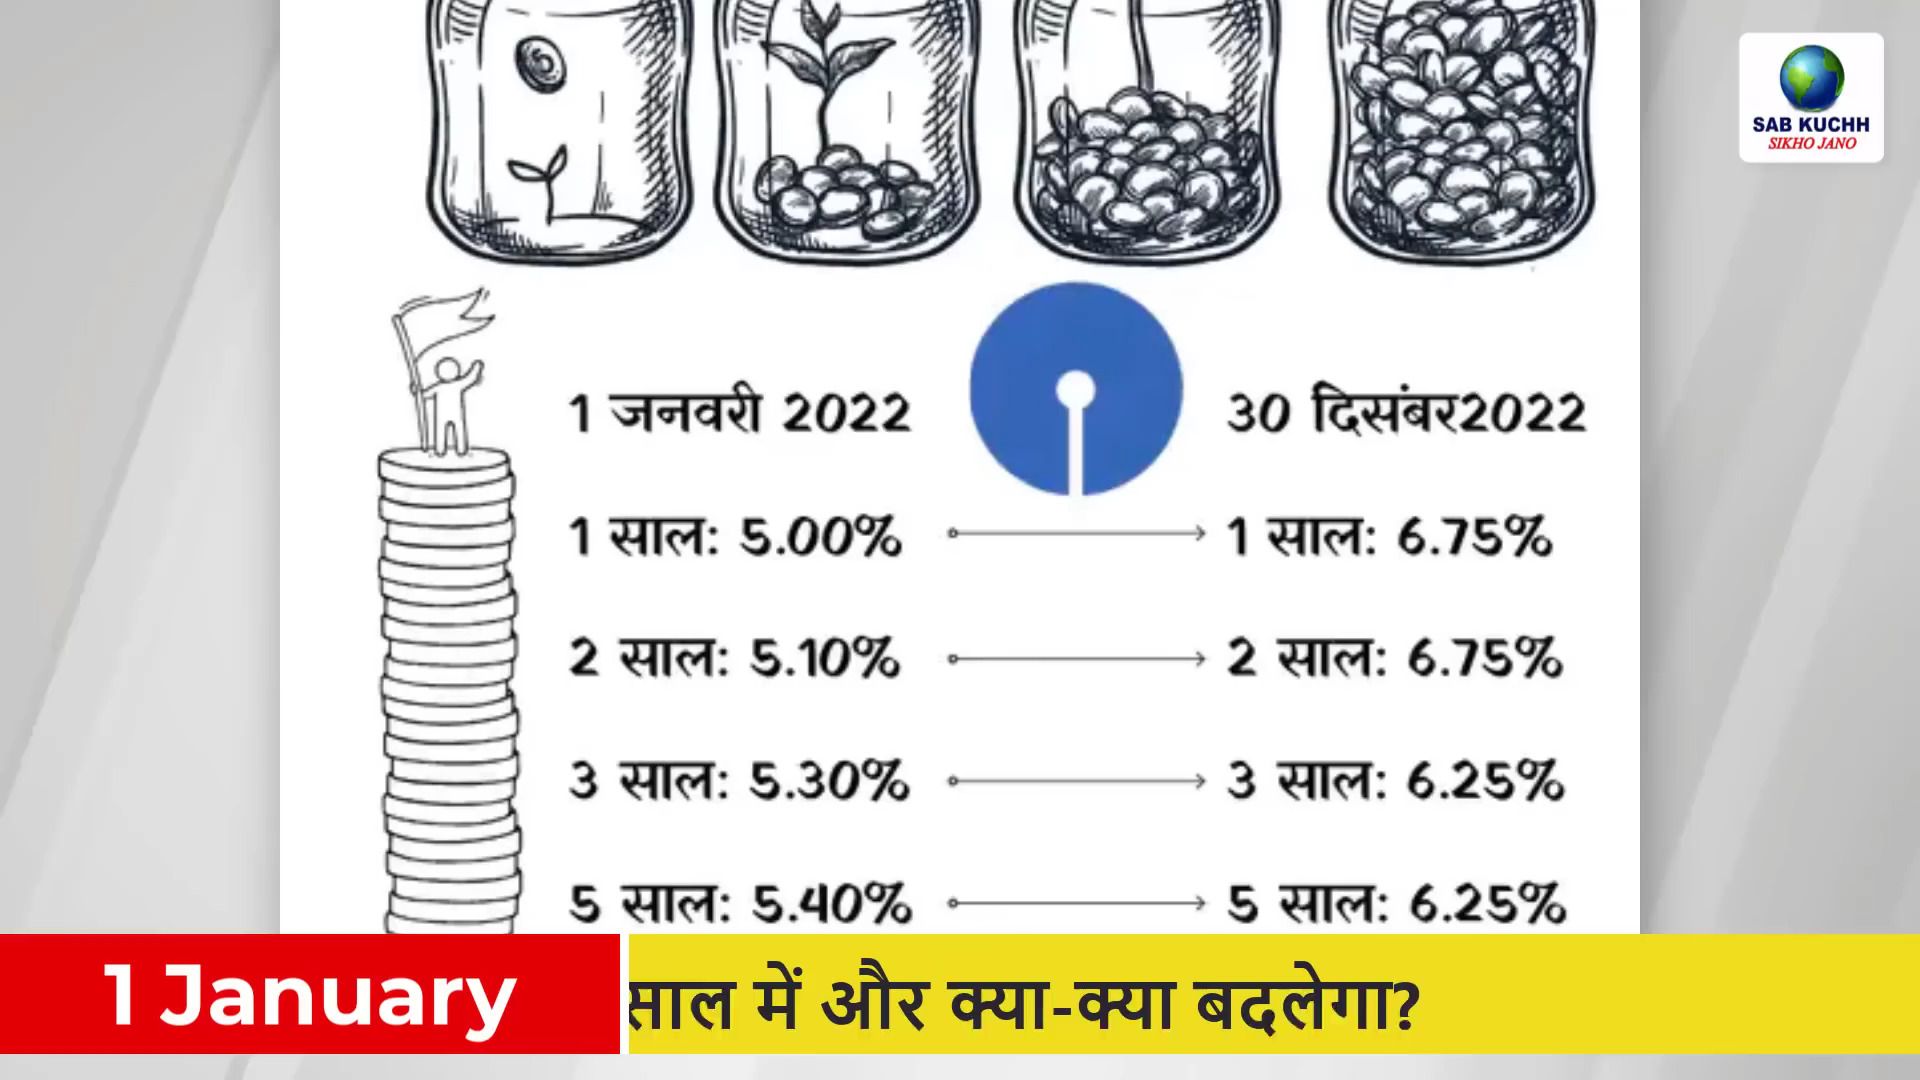 SAB KUCHH
SIKHO JANO
1 जनवरी 2022
30 दिसंबर2022
1 साल: 5.00%
1 साल: 6.75%
2 साल: 5.10%
2 साल: 6.75%
3 साल: 5.30%
3 साल: 6.25%
5 साल: 5.40%
5 साल: 6.25%
1 January
साल में और क्या-क्या बदलेगा?